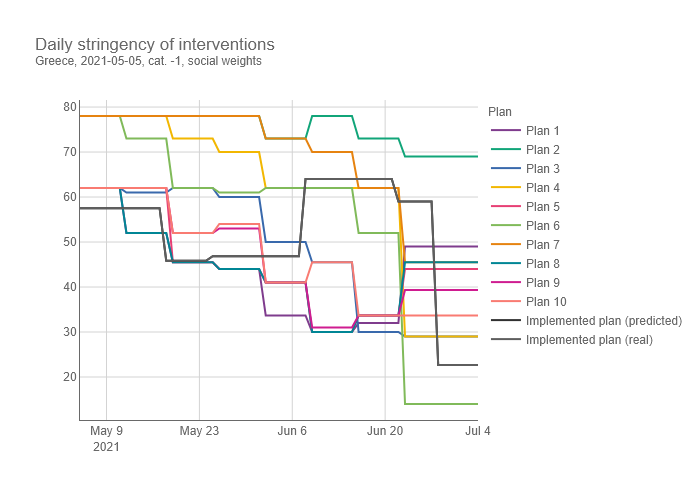 Daily stringency of interventions
Greece, 2021-05-05, cat. -1, social weights
Plan
Plan 1
Plan 2
Plan 3
Plan 4
Plan 5
Plan 6
Plan 7
Plan 8
Plan 9
Plan 10
Implemented plan (predicted)
Implemented plan (real)
80
70
60
50
40
30
20
May 9 May 23 Jun 6 Jun 20 Jul 4
2021